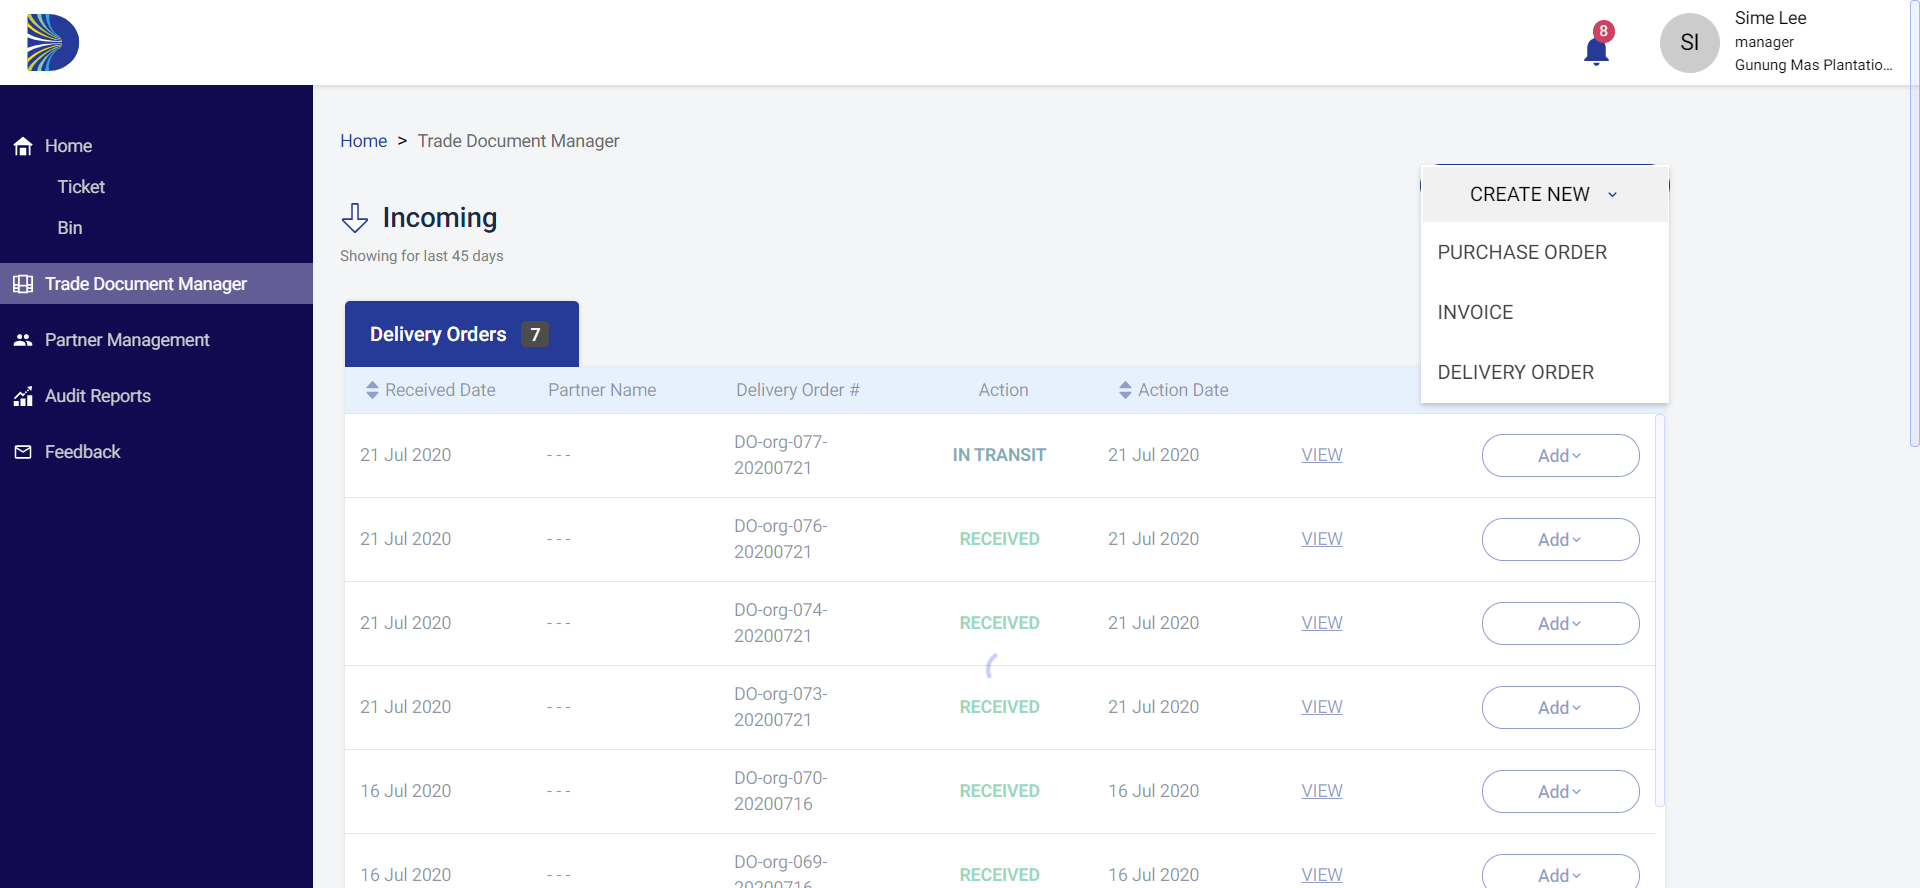 8
SI
Sime Lee
manager
Gunung Mas Plantatio...
Home
Ticket
Bin
Trade Document Manager
Partner Management
Audit Reports
Feedback
Home > Trade Document Manager
Incoming
Showing for last 45 days
CREATE NEW
PURCHASE ORDER
INVOICE
DELIVERY ORDER
Delivery Orders 7
Received Date Partner Name Delivery Order # Action Action Date
21 Jul 2020 - - - DO-org-077- IN TRANSIT 21 Jul 2020 VIEW Add
20200721
21 Jul 2020 - - - DO-org-076- RECEIVED 21 Jul 2020 VIEW Add
20200721
21 Jul 2020 - - - DO-org-074- RECEIVED 21 Jul 2020 VIEW Add
20200721
21 Jul 2020 - - - DO-org-073- RECEIVED 21 Jul 2020 VIEW Add
20200721
16 Jul 2020 - - - DO-org-070- RECEIVED 16 Jul 2020 VIEW Add
20200716
16 Jul 2020 - - - DO-org-069- RECEIVED 16 Jul 2020 VIEW Add
20200716